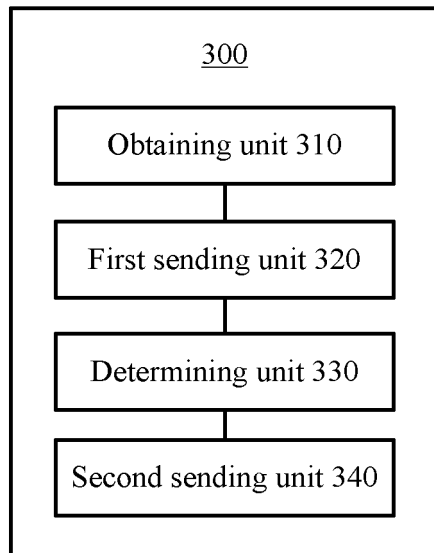 300
Obtaining unit 310
First sending unit 320
Determining unit 330
Second sending unit 340